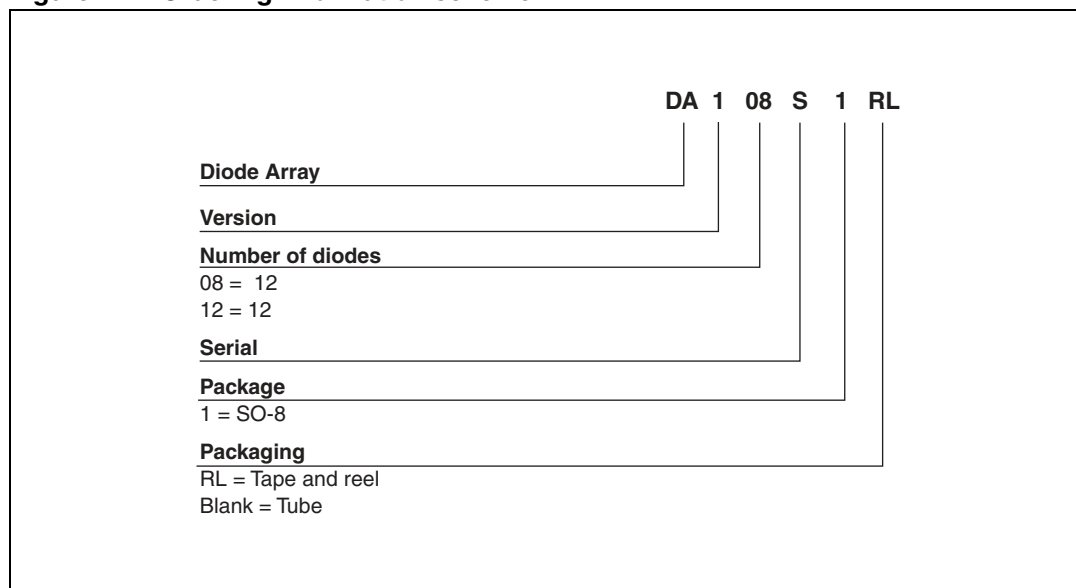 DA 1 08 S 1 RL
Diode Array
Version
Number of diodes
08 = 12
12 = 12
Serial
Package
1 = SO-8
Packaging
RL = Tape and reel
Blank = Tube